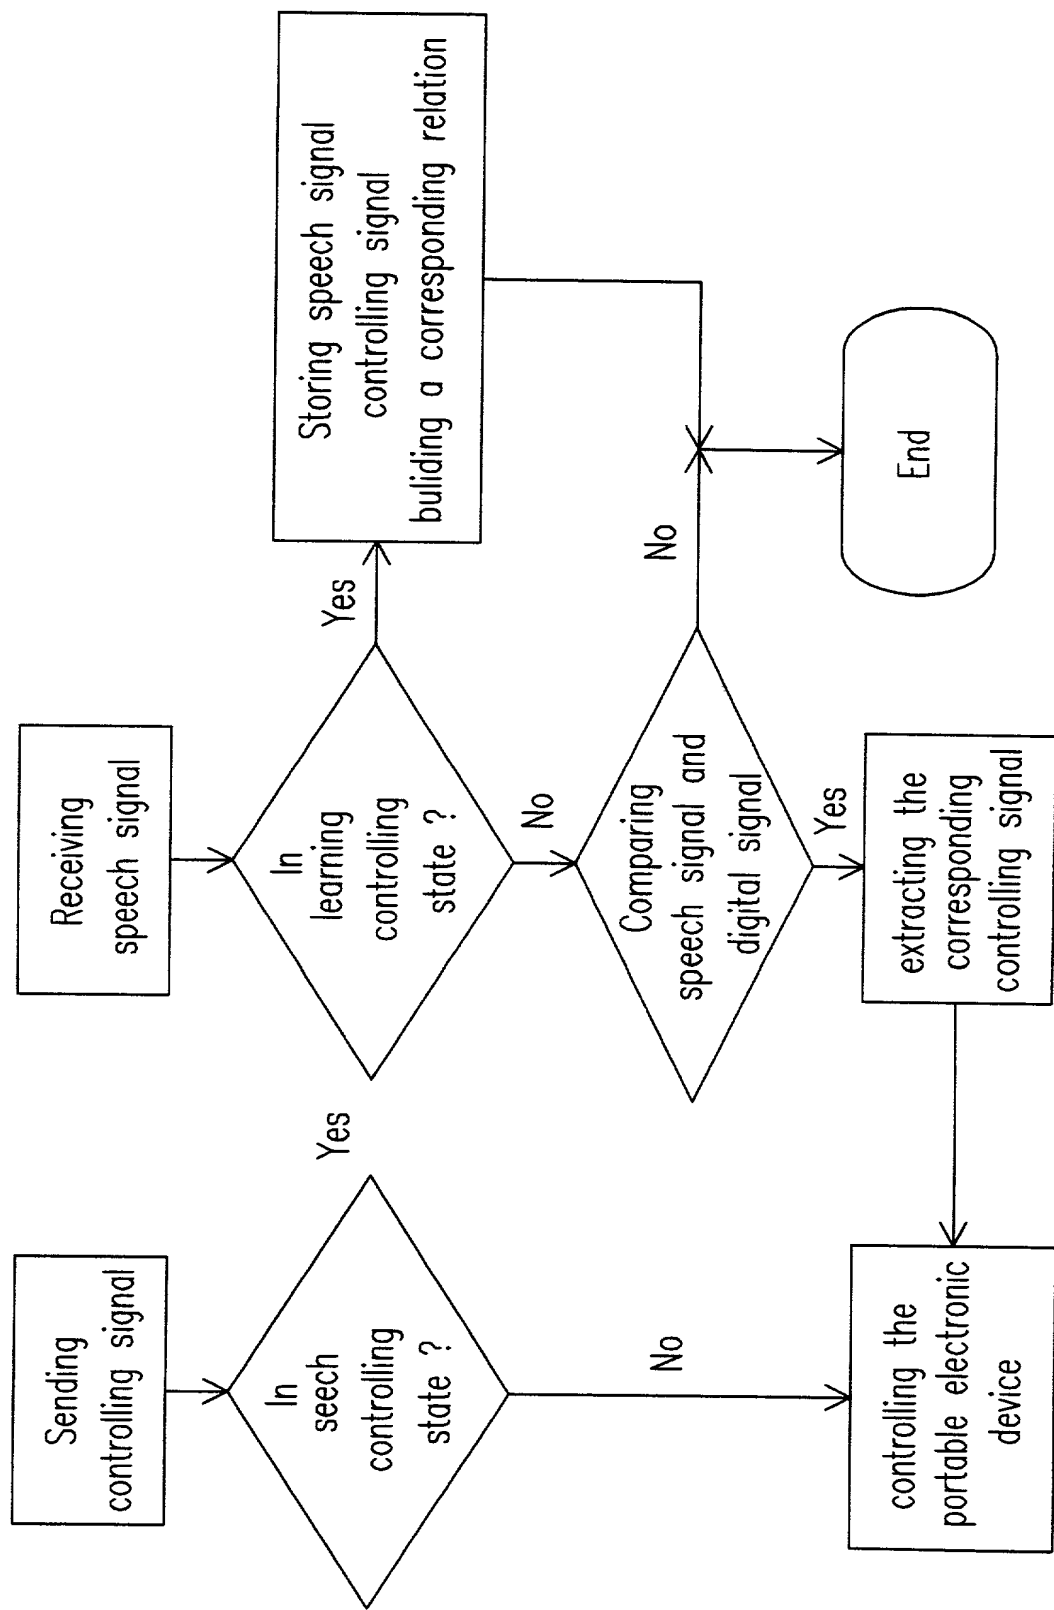 Sending
controlling signal
In
seech
controlling
state ?
Yes
No
controlling the
portable electronic
device
Receiving
speech signal
In
learning
controlling
state ?
Yes
No
Comparing
speech signal and
digital signal
No
Yes
extracting the
corresponding
controlling signal
Storing speech signal
controlling signal
buliding a corresponding relation
End